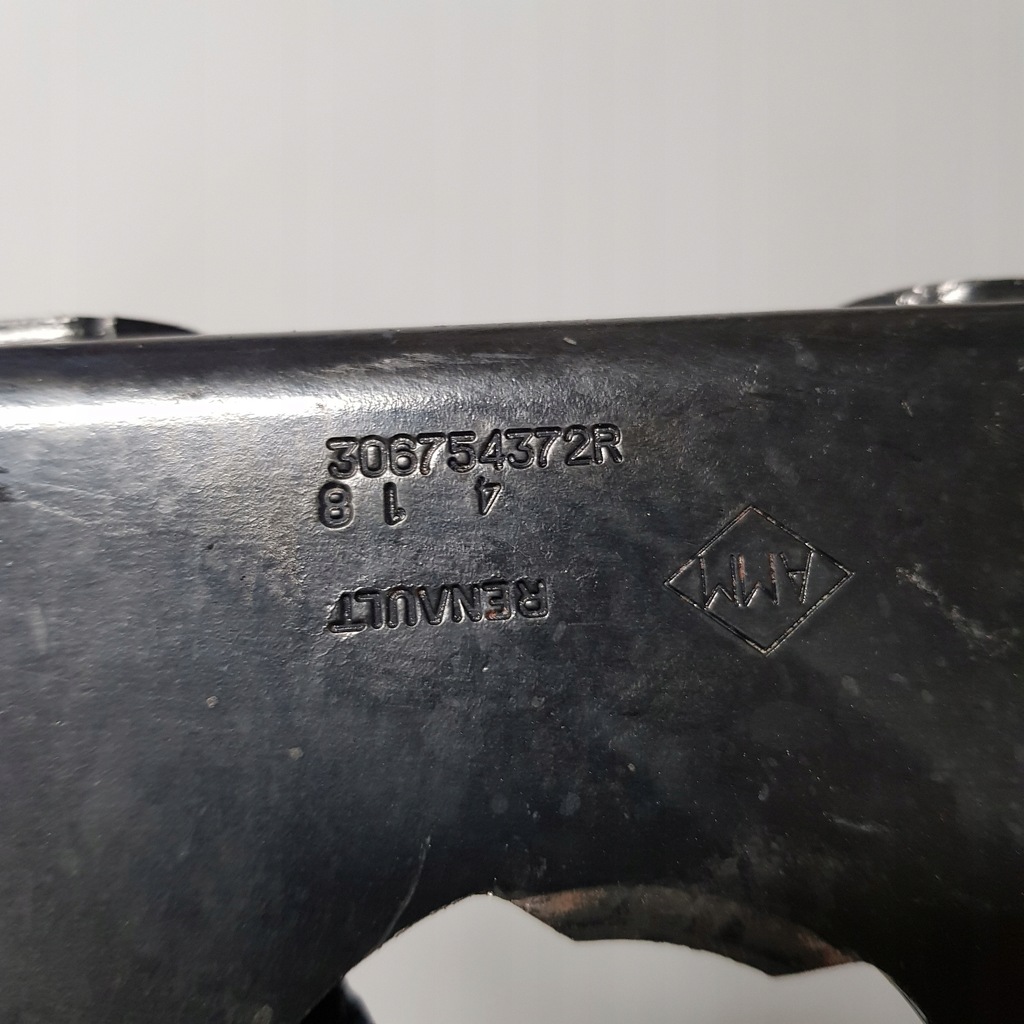 306754372R
4 1 8
RENAULT
AMM